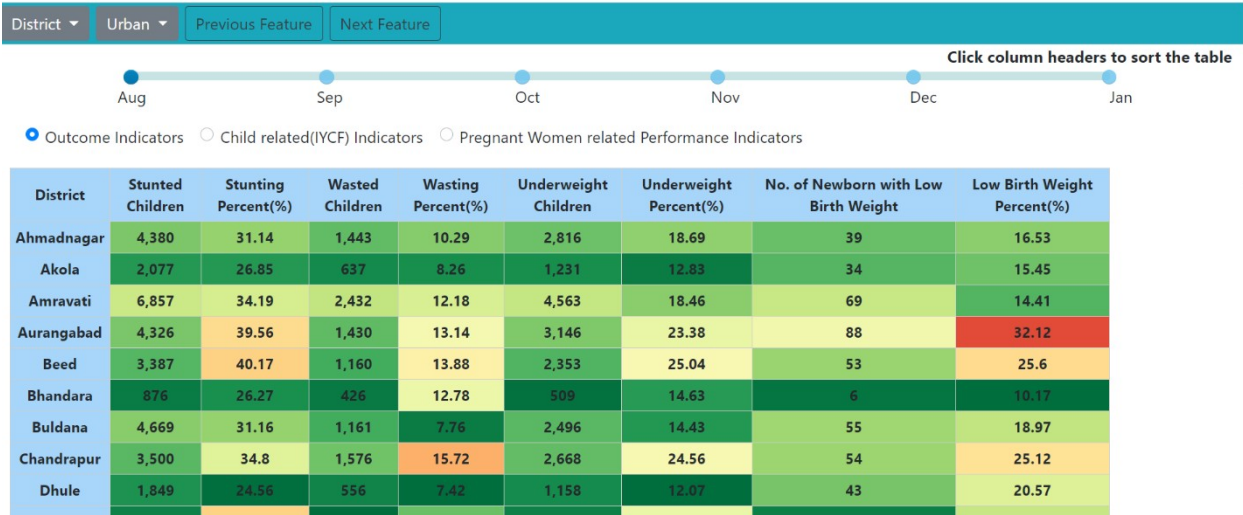 District Urban Previous Feature Next Feature
Click column headers to sort the table
Aug Sep Oct Nov Dec Jan
Outcome Indicators Child related(IYCF) Indicators Pregnant Women related Performance Indicators
District Stunted Children Stunting Percent(%) Wasted Children Wasting Percent(%) Underweight Children Underweight Percent(%) No. of Newborn with Low Birth Weight Low Birth Weight Percent(%)
Ahmadnagar 4,380 31.14 1,443 10.29 2,816 18.69 39 16.53
Akola 2,077 26.85 637 8.26 1,231 12.83 34 15.45
Amravati 6,857 34.19 2,432 12.18 4,563 18.46 69 14.41
Aurangabad 4,326 39.56 1,430 13.14 3,146 23.38 88 32.12
Beed 3,387 40.17 1,160 13.88 2,353 25.04 53 25.6
Bhandara 876 26.27 426 12.78 509 14.63 6 10.17
Buldana 4,669 31.16 1,161 7.76 2,496 14.43 55 18.97
Chandrapur 3,500 34.8 1,576 15.72 2,668 24.56 54 25.12
Dhule 1,849 24.56 556 7.42 1,158 12.07 43 20.57